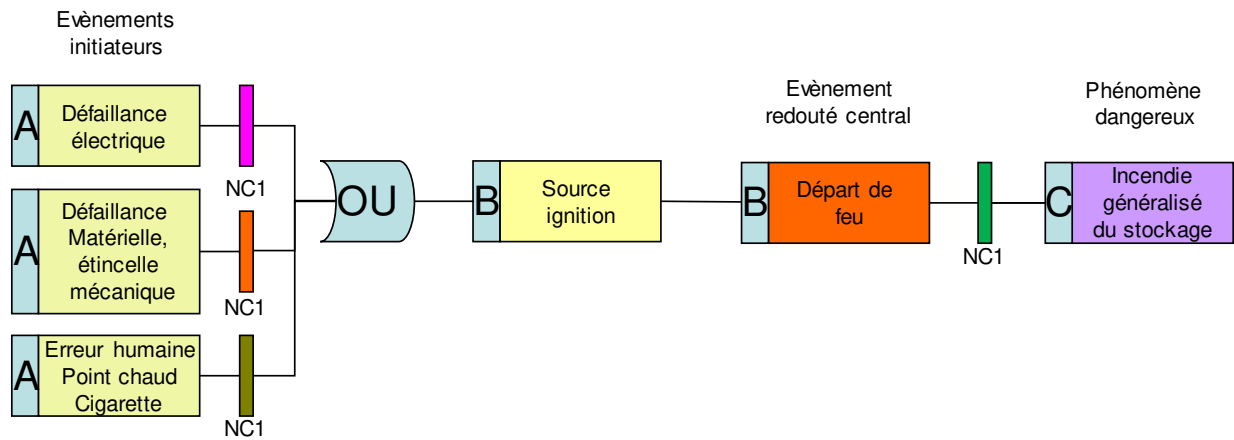 Evènements
initiateurs
A
Défaillance
électrique
NC1
A
Défaillance
Matérielle,
étincelle
mécanique
NC1
A
Erreur humaine
Point chaud
Cigarette
NC1
OU
B
Source
ignition
Evènement
redouté central
B
Départ de
feu
NC1
Phénomène
dangereux
C
Incendie
généralisé
du stockage